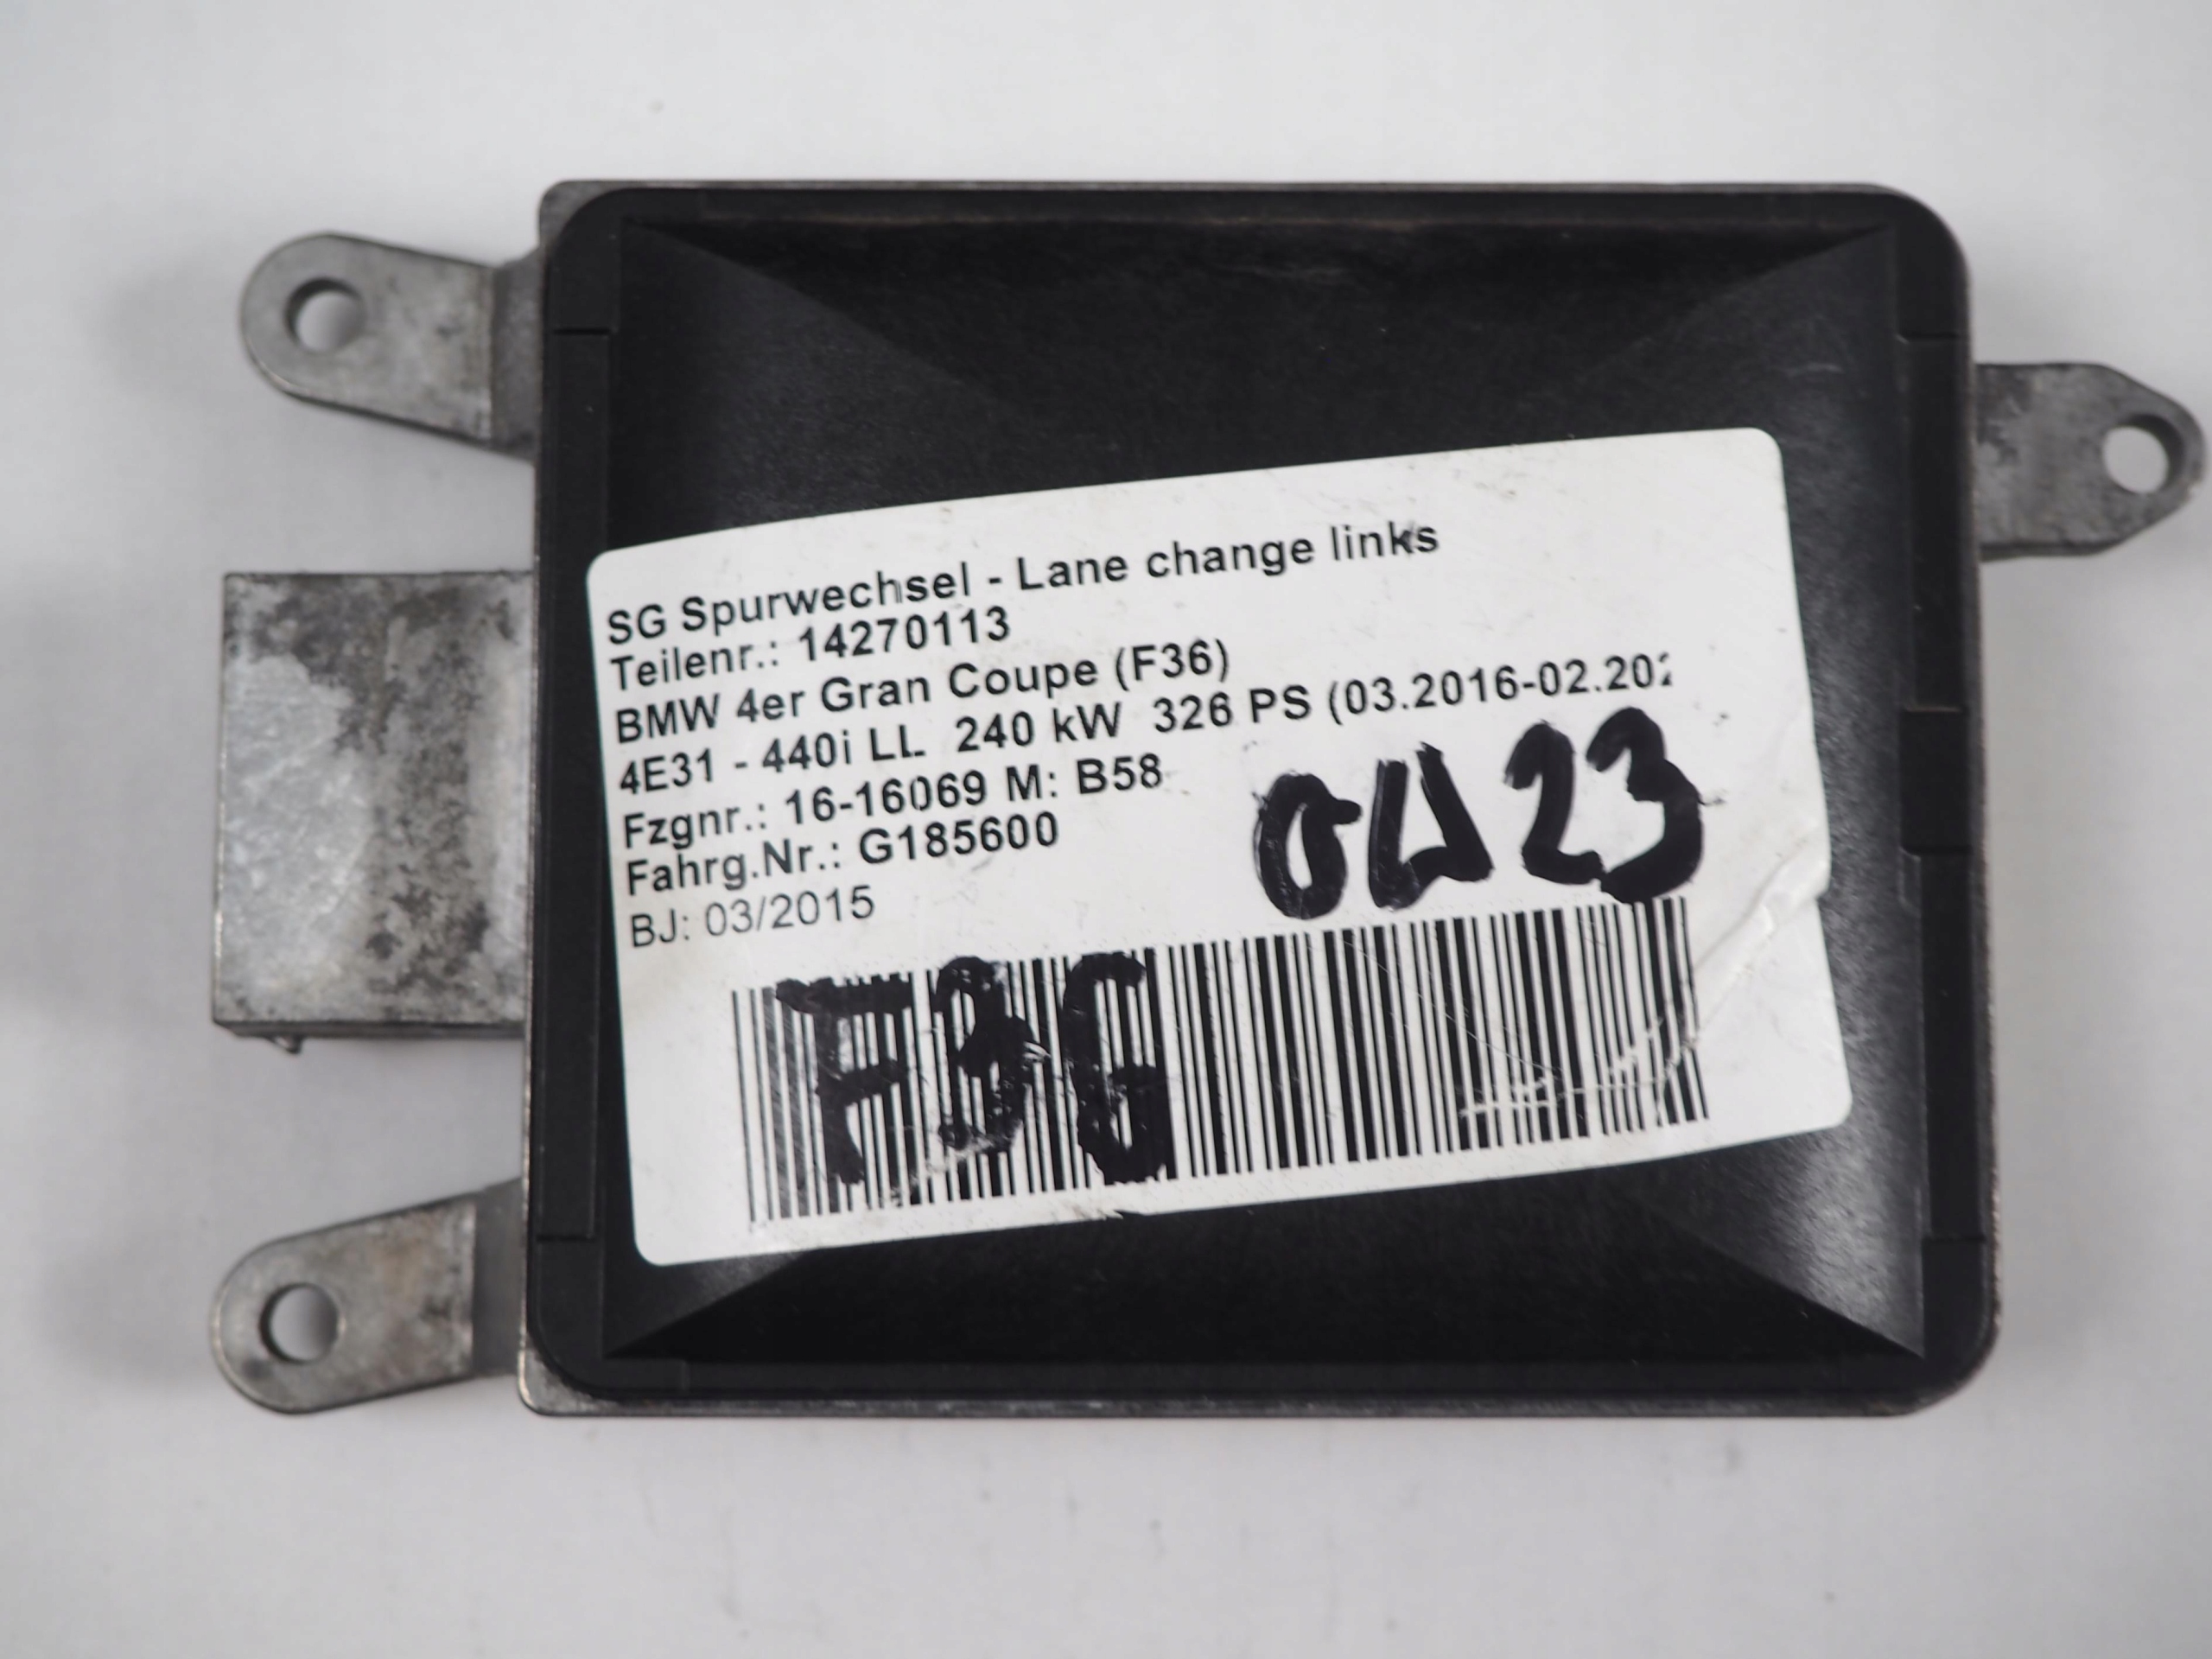 SG Spurwechsel - Lane change links
Teilenr.: 14270113
BMW 4er Gran Coupe (F36)
4E31 - 440i LL 240 kW 326 PS (03.2016-02.202
Fzgnr.: 16-16069 M: B58
Fahrg.Nr.: G185600
BJ: 03/2015
F36